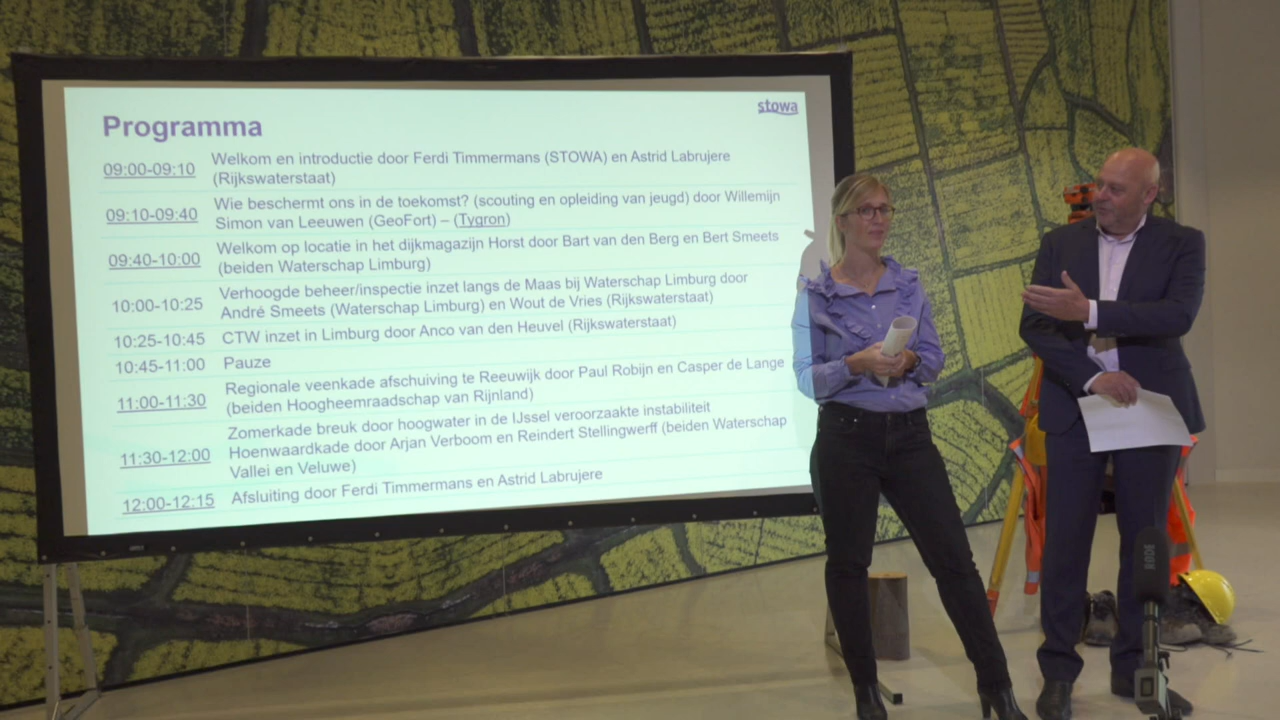 stowa
Programma
09:00-09:10 Welkom en introductie door Ferdi Timmermans (STOWA) en Astrid Labrujere
(Rijkswaterstaat)
09:10-09:40 Wie beschermt ons in de toekomst? (scouting en opleiding van jeugd) door Willemijn
Simon van Leeuwen (GeoFort) – (Tygron)
09:40-10:00 Welkom op locatie in het dijkmagazijn Horst door Bart van den Berg en Bert Smeets
(beiden Waterschap Limburg)
10:00-10:25 Verhoogde beheer/inspectie inzet langs de Maas bij Waterschap Limburg door
André Smeets (Waterschap Limburg) en Wout de Vries (Rijkswaterstaat)
10:25-10:45 CTW inzet in Limburg door Anco van den Heuvel (Rijkswaterstaat)
10:45-11:00 Pauze
11:00-11:30 Regionale veenkade afschuiving te Reeuwijk door Paul Robijn en Casper de Lange
(beiden Hoogheemraadschap van Rijnland)
11:30-12:00 Zomerkade breuk door hoogwater in de IJssel veroorzaakte instabiliteit
Hoenwaardkade door Arjan Verboom en Reindert Stellingwerff (beiden Waterschap
Vallei en Veluwe)
12:00-12:15 Afsluiting door Ferdi Timmermans en Astrid Labrujere
RØDE